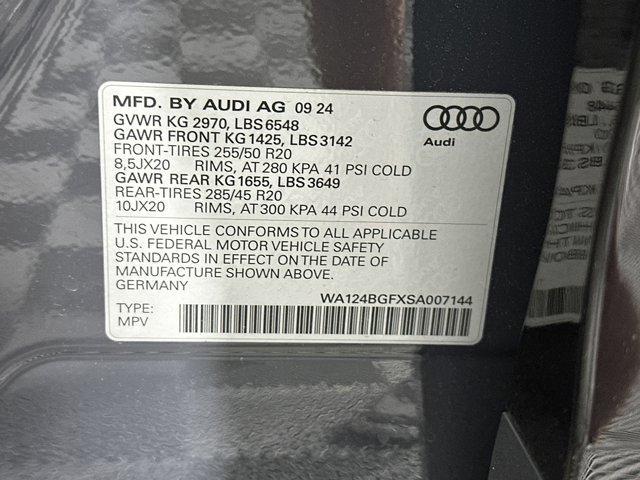 MFD. BY AUDI AG 09 24
GVWR KG 2970, LBS 6548
GAWR FRONT KG 1425, LBS 3142
FRONT-TIRES 255/50 R20
8,5JX20 RIMS, AT 280 KPA 41 PSI COLD
GAWR REAR KG 1655, LBS 3649
REAR-TIRES 285/45 R20
10JX20 RIMS, AT 300 KPA 44 PSI COLD
Audi
THIS VEHICLE CONFORMS TO ALL APPLICABLE
U.S. FEDERAL MOTOR VEHICLE SAFETY
STANDARDS IN EFFECT ON THE DATE OF
MANUFACTURE SHOWN ABOVE.
GERMANY
WA124BGFXSA007144
TYPE:
MPV